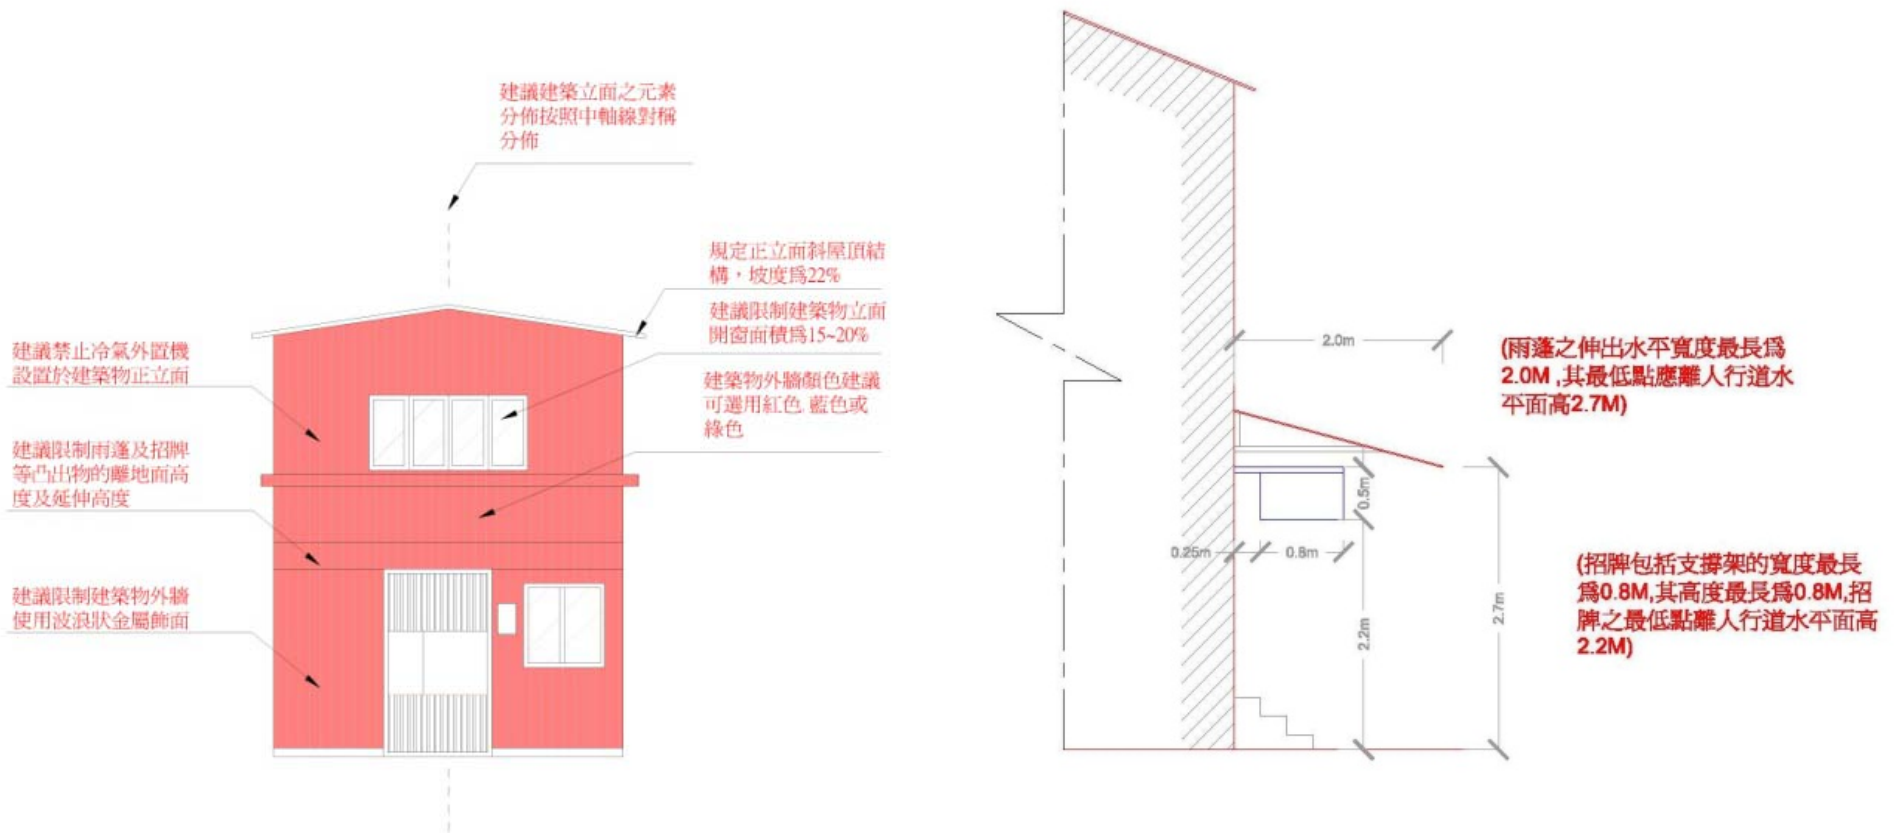 建議建築立面之元素
分佈按照中軸線對稱
分佈
規定正立面斜屋頂結
構，坡度爲22%
建議限制建築物立面
開窗面積爲15~20%
建築物外牆顏色建議
可選用紅色 藍色或
綠色
建議禁止冷氣外置機
設置於建築物正立面
建議限制雨蓬及招牌
等凸出物的離地面高
度及延伸高度
建議限制建築物外牆
使用波浪狀金屬飾面
2.0m
(雨蓬之伸出水平寬度最長爲
2.0M ,其最低點應離人行道水
平面高2.7M)
0.5m
0.25m
0.8m
2.2m
2.7m
(招牌包括支撐架的寬度最長
爲0.8M,其高度最長爲0.8M,招
牌之最低點離人行道水平面高
2.2M)